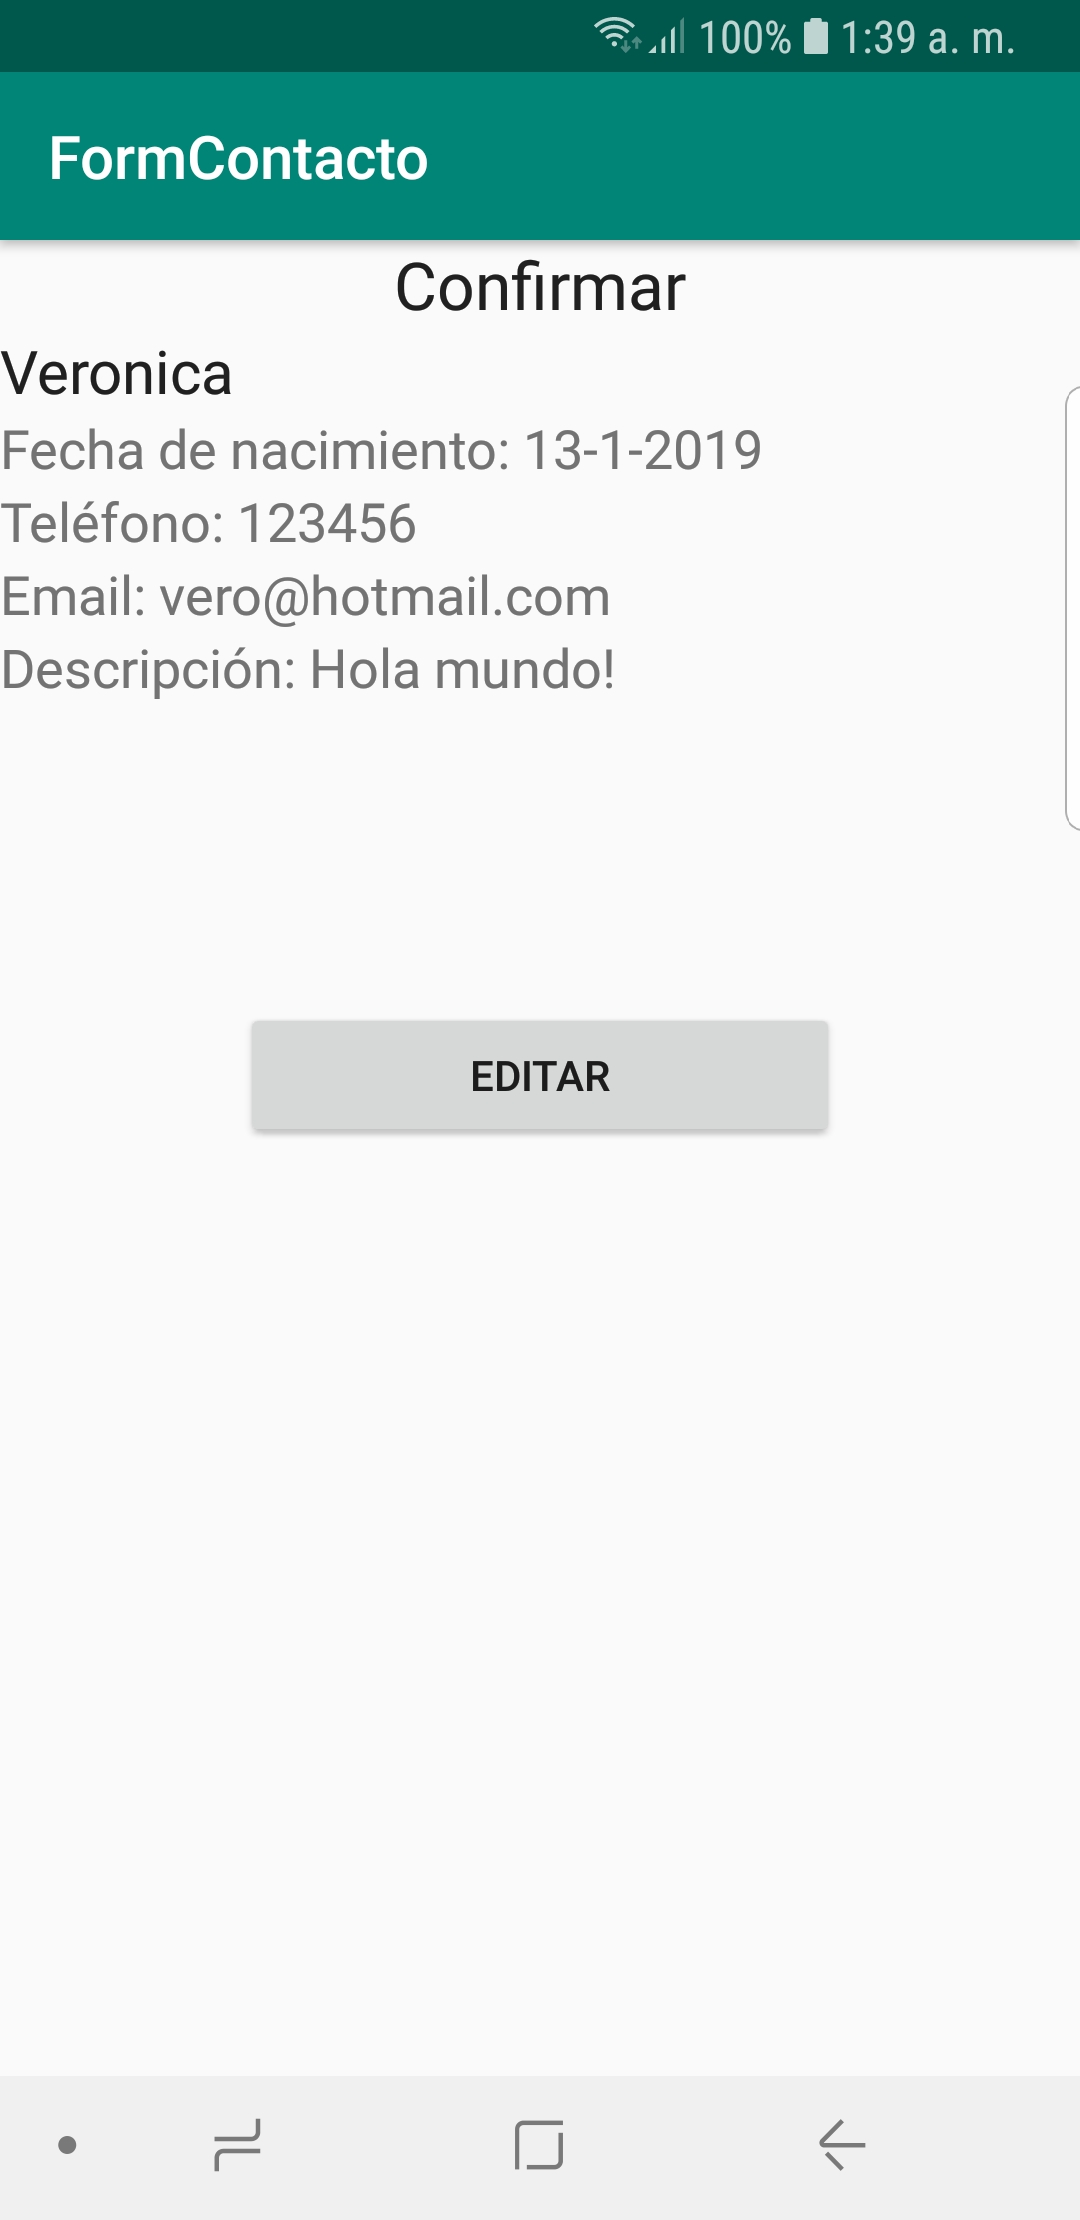 100% 1:39 a. m.
FormContacto
Confirmar
Veronica
Fecha de nacimiento: 13-1-2019
Teléfono: 123456
Email: vero@hotmail.com
Descripción: Hola mundo!
EDITAR